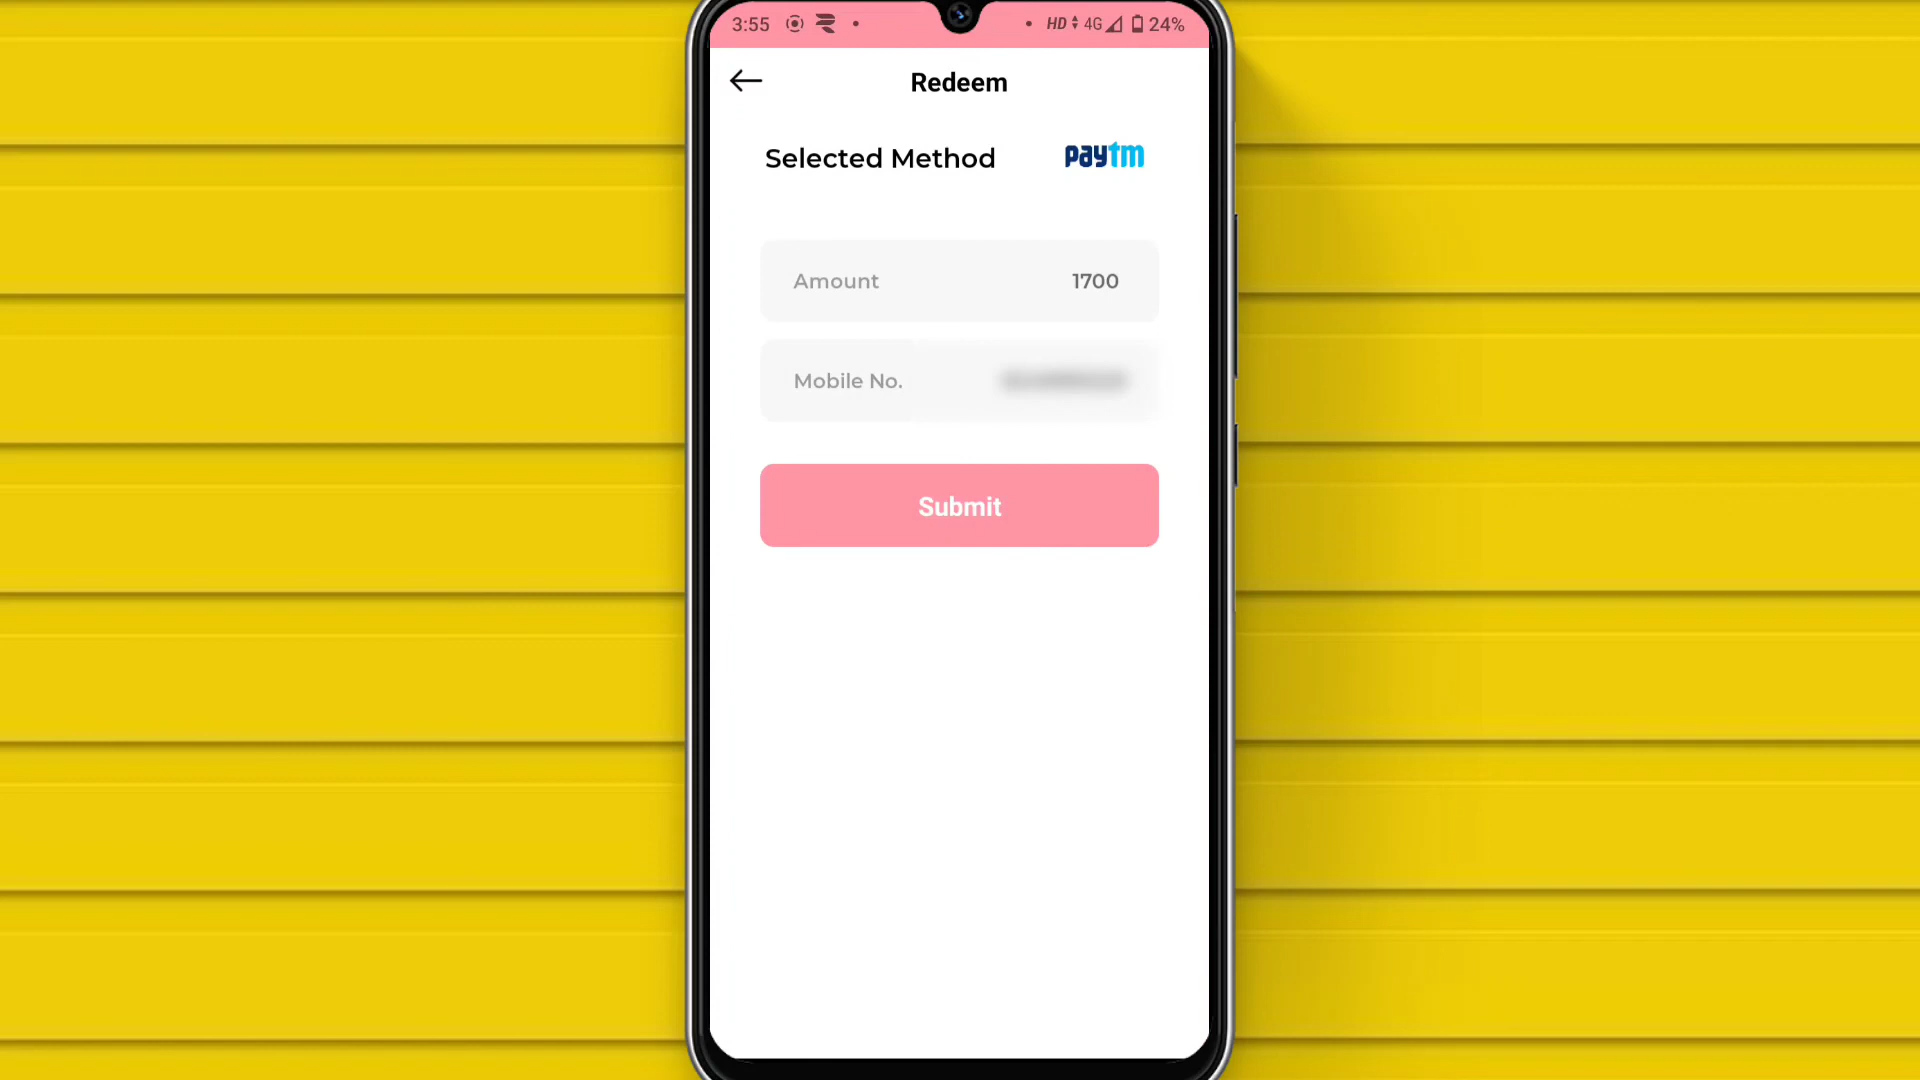 3:55 HD 4G 24%
Redeem
Selected Method paytm
Amount 1700
Mobile No.
Submit